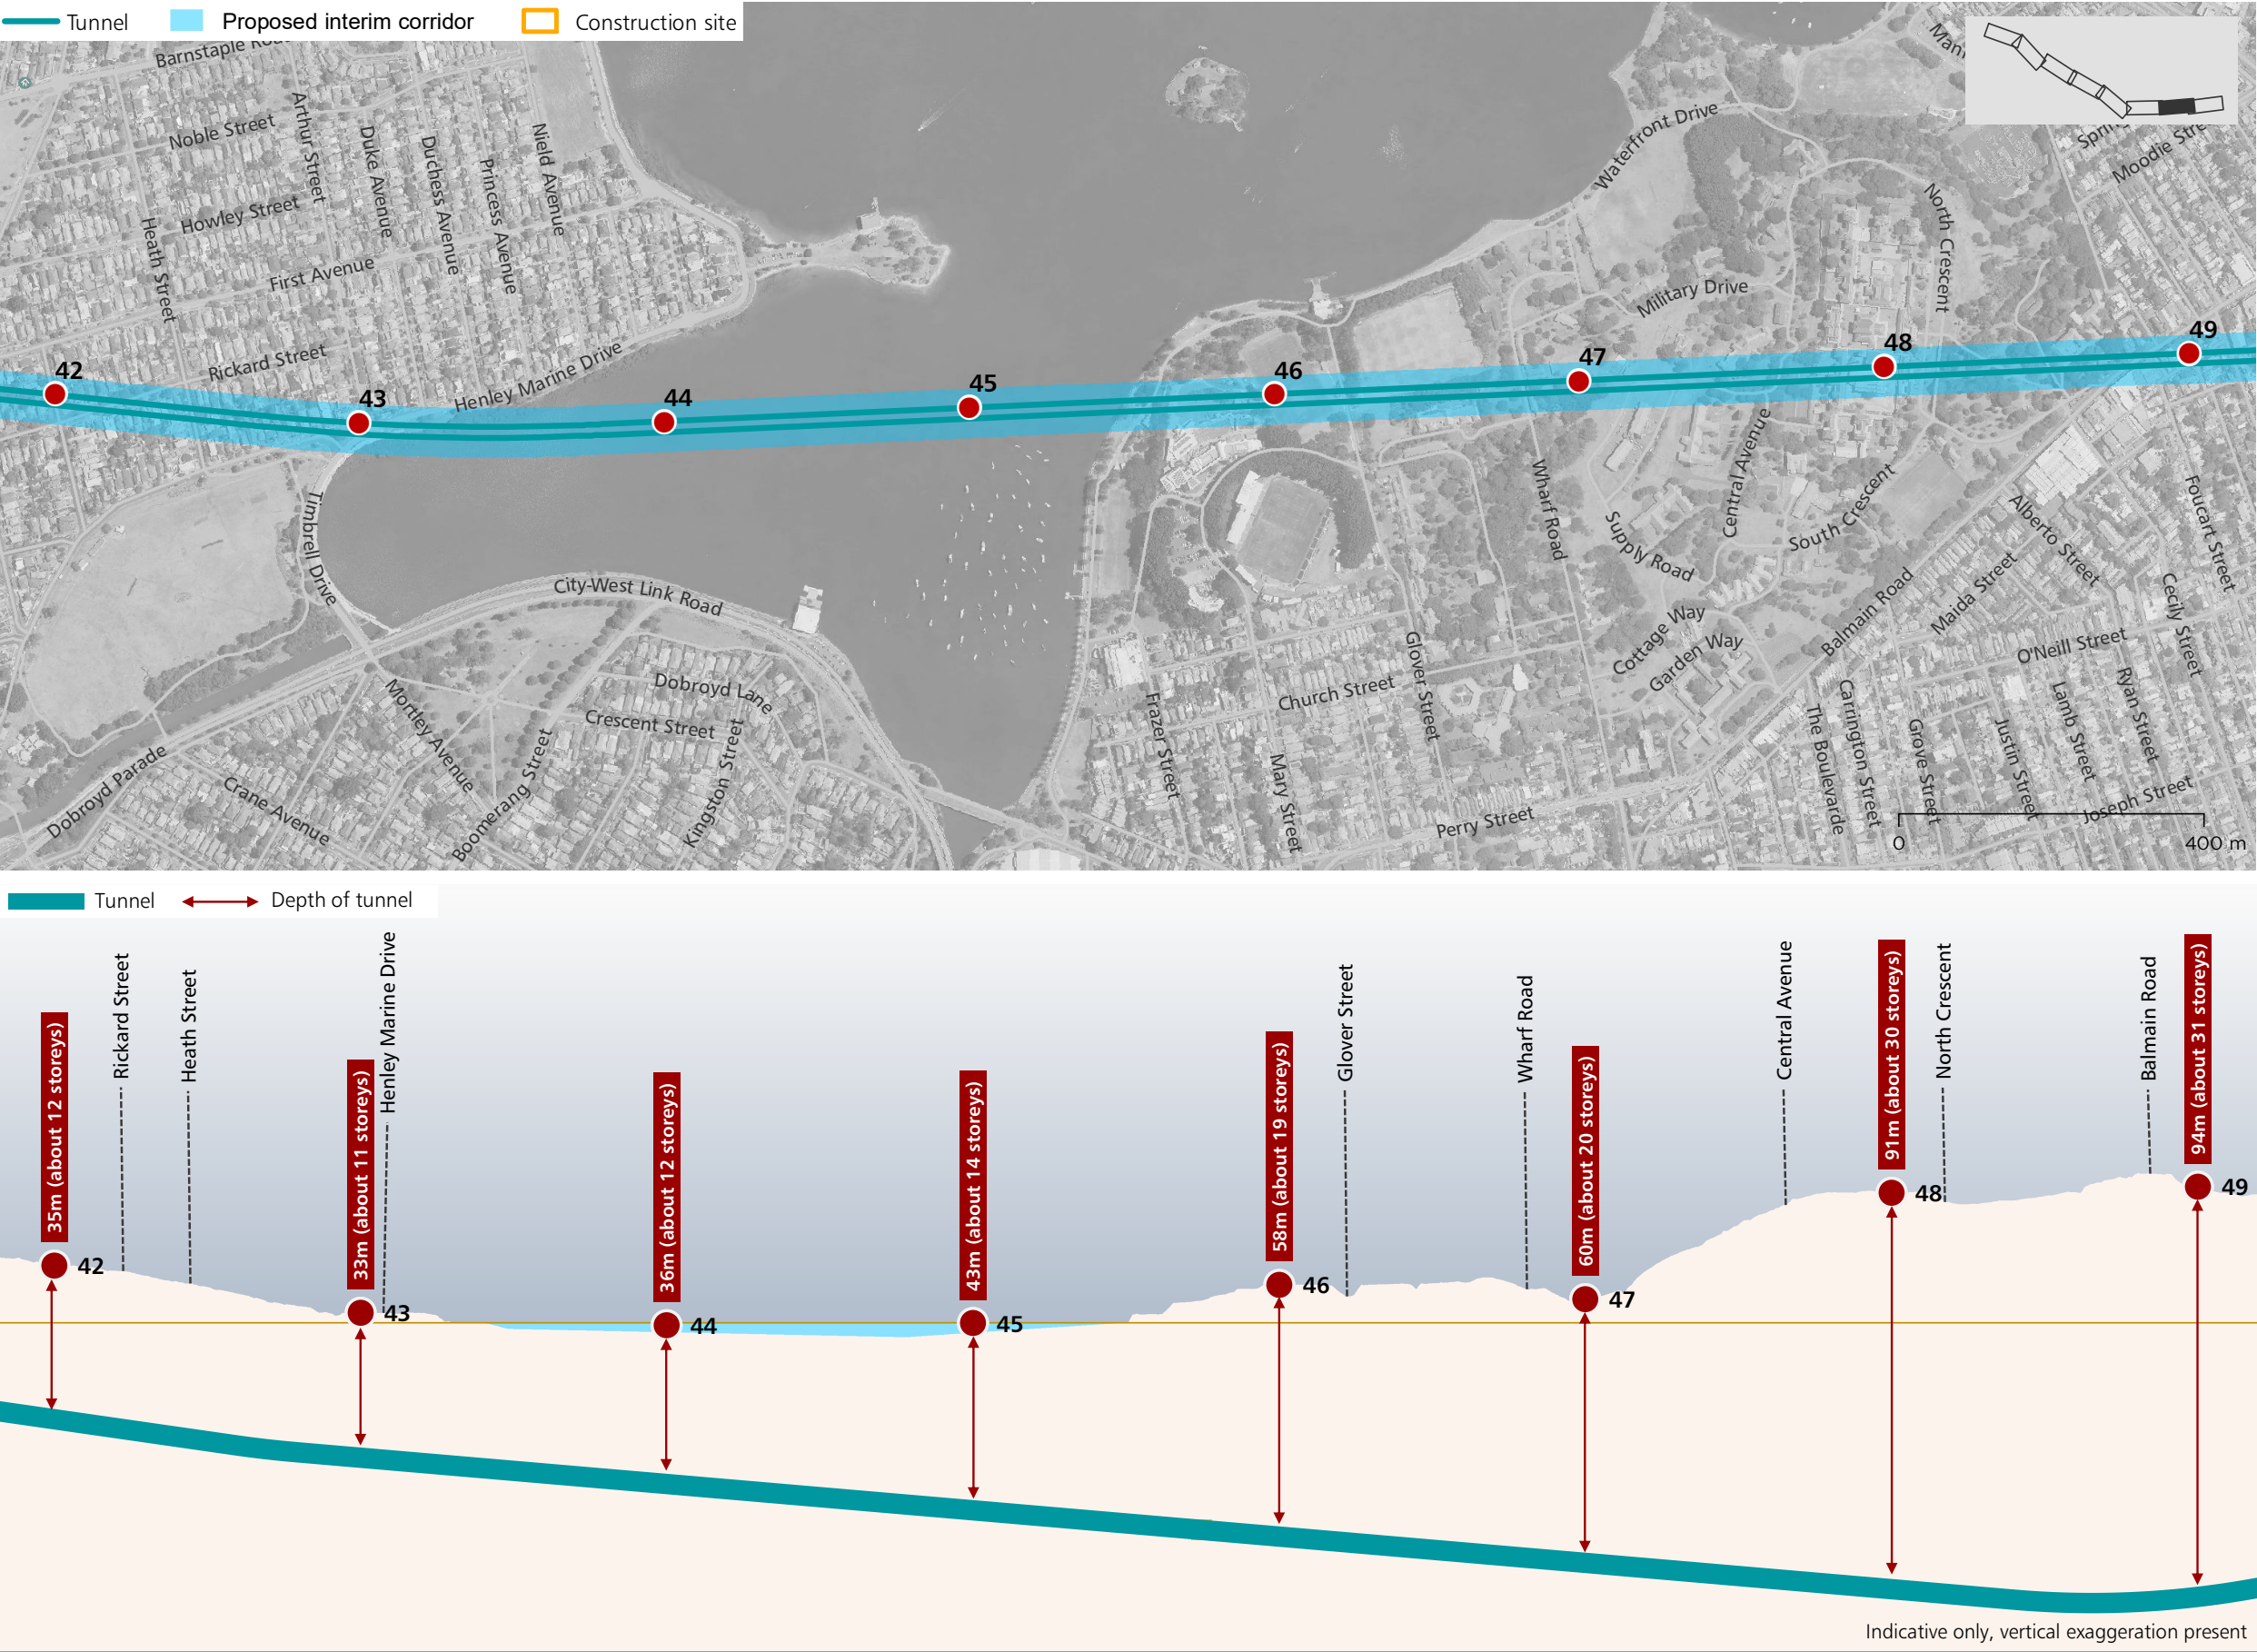 Tunnel
Proposed interim corridor
Construction site
Barnstaple
Noble Street
Arthur Street
Duke Avenue
Duchess Avenue
Princess Avenue
Nield Avenue
Howley Street
Heath Street
First Avenue
Rickard Street
Henley Marine Drive
Waterfront Drive
Military Drive
North Crescent
Moodie
42
43
44
45
46
47
48
49
Timbrell Drive
City-West Link Road
Dobroyd Lane
Crescent Street
Mortley Avenue
Boomerang Street
Kingston Street
Dobroyd Parade
Crane Avenue
Wharf Road
Supply Road
Central Avenue
South Crescent
Cottage Way
Garden Way
Balmain Road
Maida Street
Alberto Street
Foucart Street
Cecily Street
O'Neill Street
Ryan Street
Lamb Street
Justin Street
Grove Street
Carrington Street
The Boulevarde
Joseph Street
Glover Street
Church Street
Frazer Street
Mary Street
Perry Street
0
400 m
Tunnel
Depth of tunnel
35m (about 12 storeys)
Rickard Street
Heath Street
33m (about 11 storeys)
Henley Marine Drive
36m (about 12 storeys)
43m (about 14 storeys)
58m (about 19 storeys)
Glover Street
Wharf Road
60m (about 20 storeys)
Central Avenue
91m (about 30 storeys)
North Crescent
Balmain Road
94m (about 31 storeys)
42
43
44
45
46
47
48
49
Indicative only, vertical exaggeration present